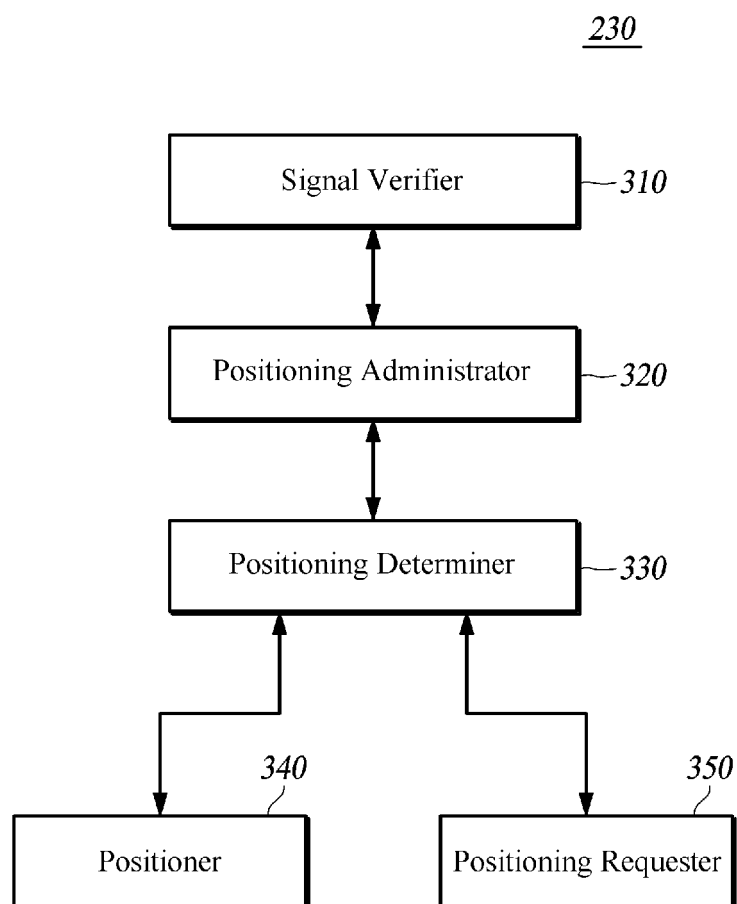 230
Signal Verifier
310
Positioning Administrator
320
Positioning Determiner
330
340
350
Positioner
Positioning Requester